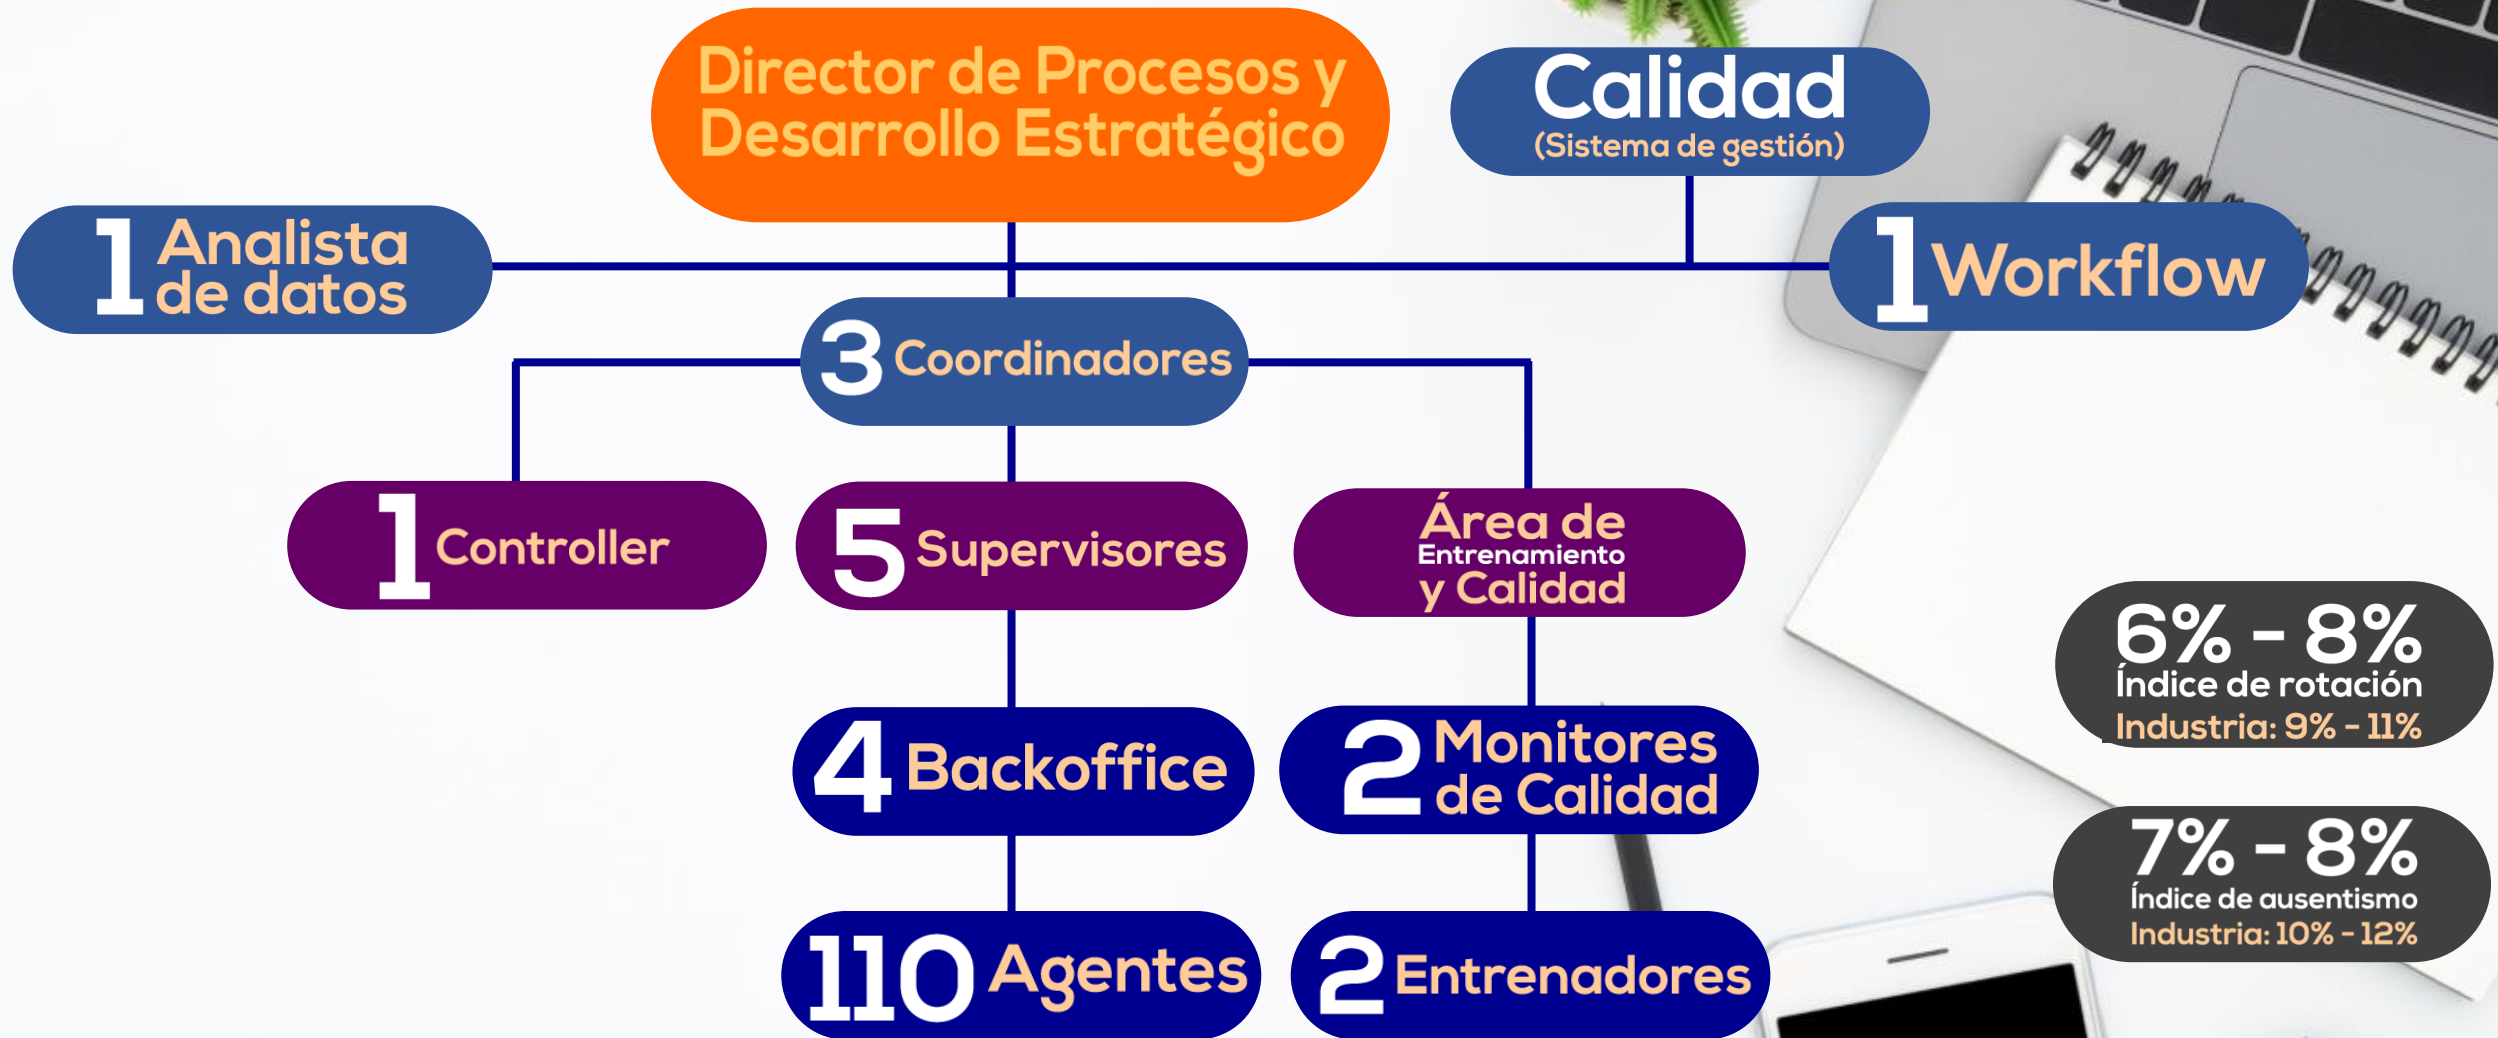 Director de Procesos y
Desarrollo Estratégico
Calidad
(Sistema de gestión)
1 Analista
de datos
1 Workflow
3 Coordinadores
1 Controller
5 Supervisores
Área de
Entrenamiento
y Calidad
6% - 8%
Índice de rotación
Industria: 9% - 11%
4 Backoffice
2 Monitores
de Calidad
7% - 8%
Índice de ausentismo
Industria: 10% - 12%
110 Agentes
2 Entrenadores